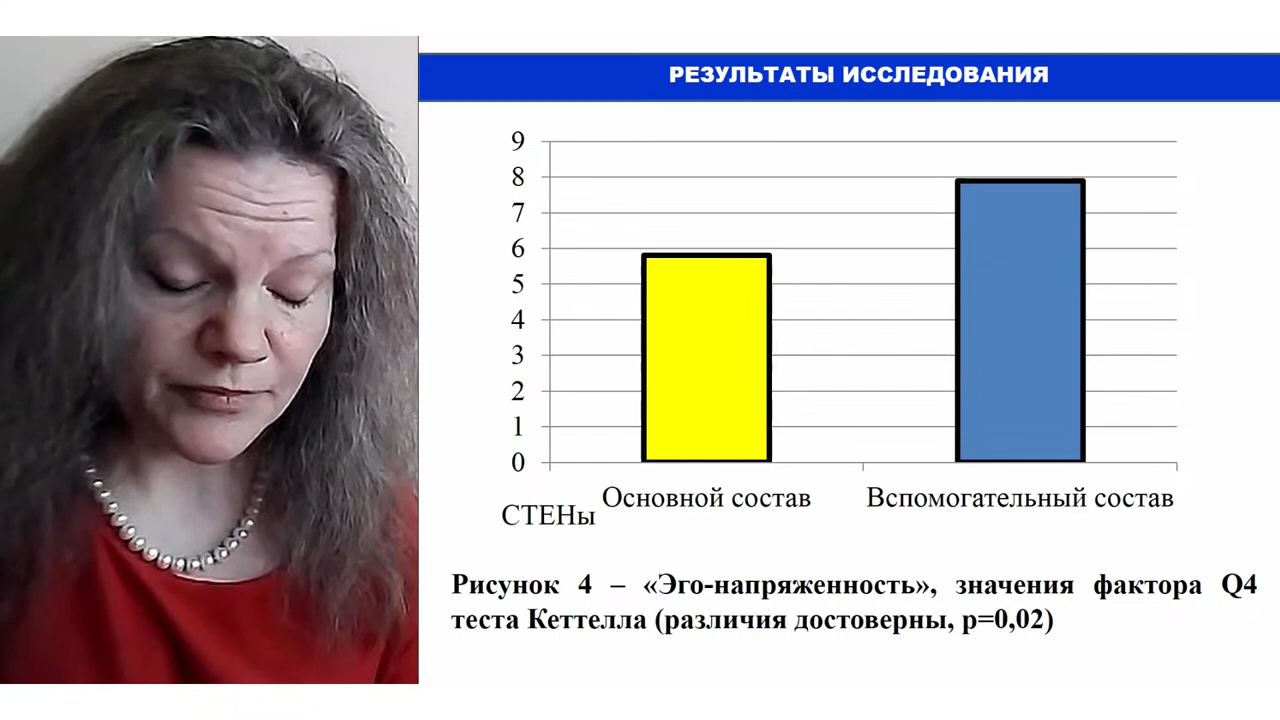 РЕЗУЛЬТАТЫ ИССЛЕДОВАНИЯ
9
8
7
6
5
4
3
2
1
0
Основной состав
Вспомогательный состав
СТЕНы
Рисунок 4 – «Эго-напряженность», значения фактора Q4
теста Кеттелла (различия достоверны, p=0,02)